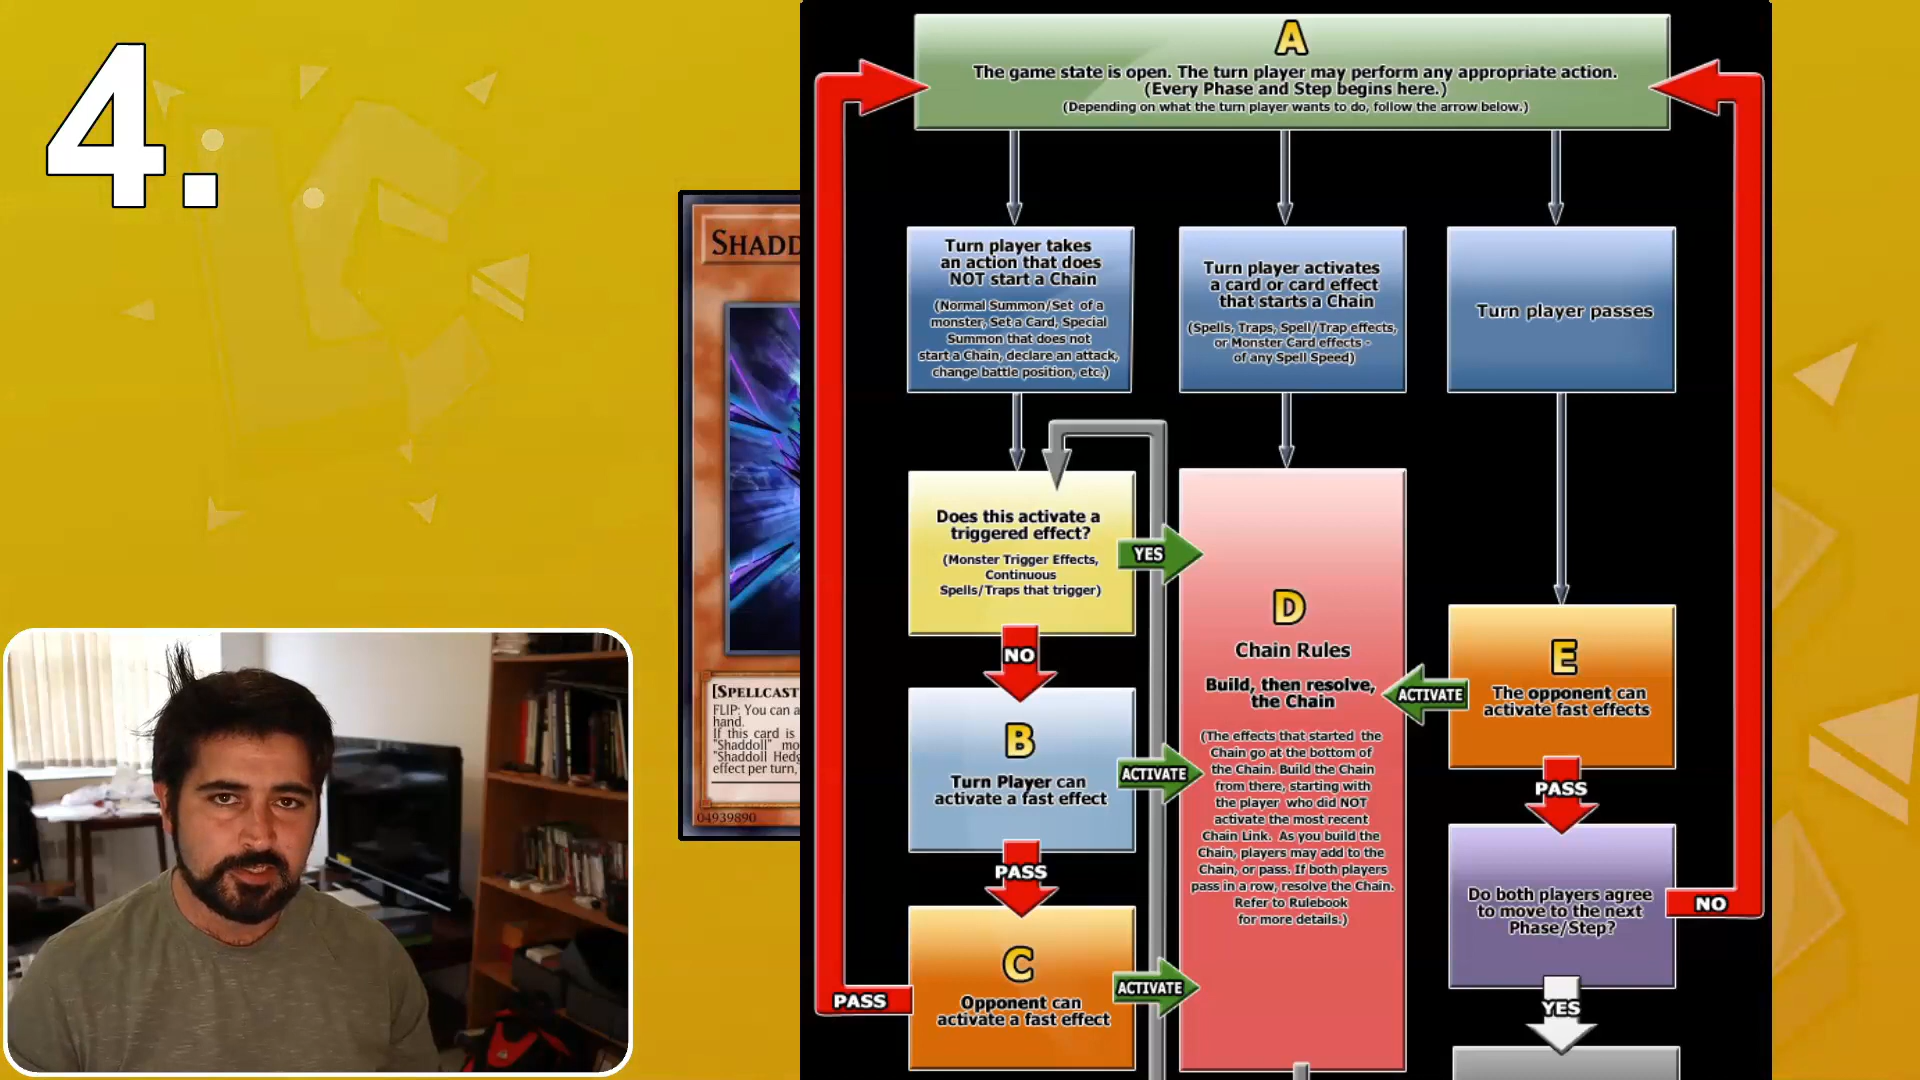 4.
A
The game state is open. The turn player may perform any appropriate action.
(Every Phase and Step begins here.)
(Depending on what the turn player wants to do, follow the arrow below.)
Turn player takes
an action that does
NOT start a Chain
(Normal Summon/Set of a
monster, Set a Card, Special
Summon that does not
start a Chain, declare an attack,
change battle position, etc.)
Turn player activates
a card or card effect
that starts a Chain
(Spells, Traps, Spell/Trap effects,
or Monster Card effects -
of any Spell Speed)
Turn player passes
Does this activate a
triggered effect?
(Monster Trigger Effects,
Continuous
Spells/Traps that trigger)
YES
NO
B
Turn Player can
activate a fast effect
ACTIVATE
PASS
C
Opponent can
activate a fast effect
ACTIVATE
PASS
D
Chain Rules
Build, then resolve,
the Chain
(The effects that started the
Chain go at the bottom of
the Chain. Build the Chain
from there, starting with
the player who did NOT
activate the most recent
Chain Link. As you build the
Chain, players may add to the
Chain, or pass. If both players
pass in a row, resolve the Chain.
Refer to Rulebook
for more details.)
E
The opponent can
activate fast effects
ACTIVATE
PASS
Do both players agree
to move to the next
Phase/Step?
NO
YES
SHADD
[SPELLCAST
FLIP: You can a
hand.
If this card is
"Shaddoll" mo
"Shaddoll Hedg
effect per turn,
04939890